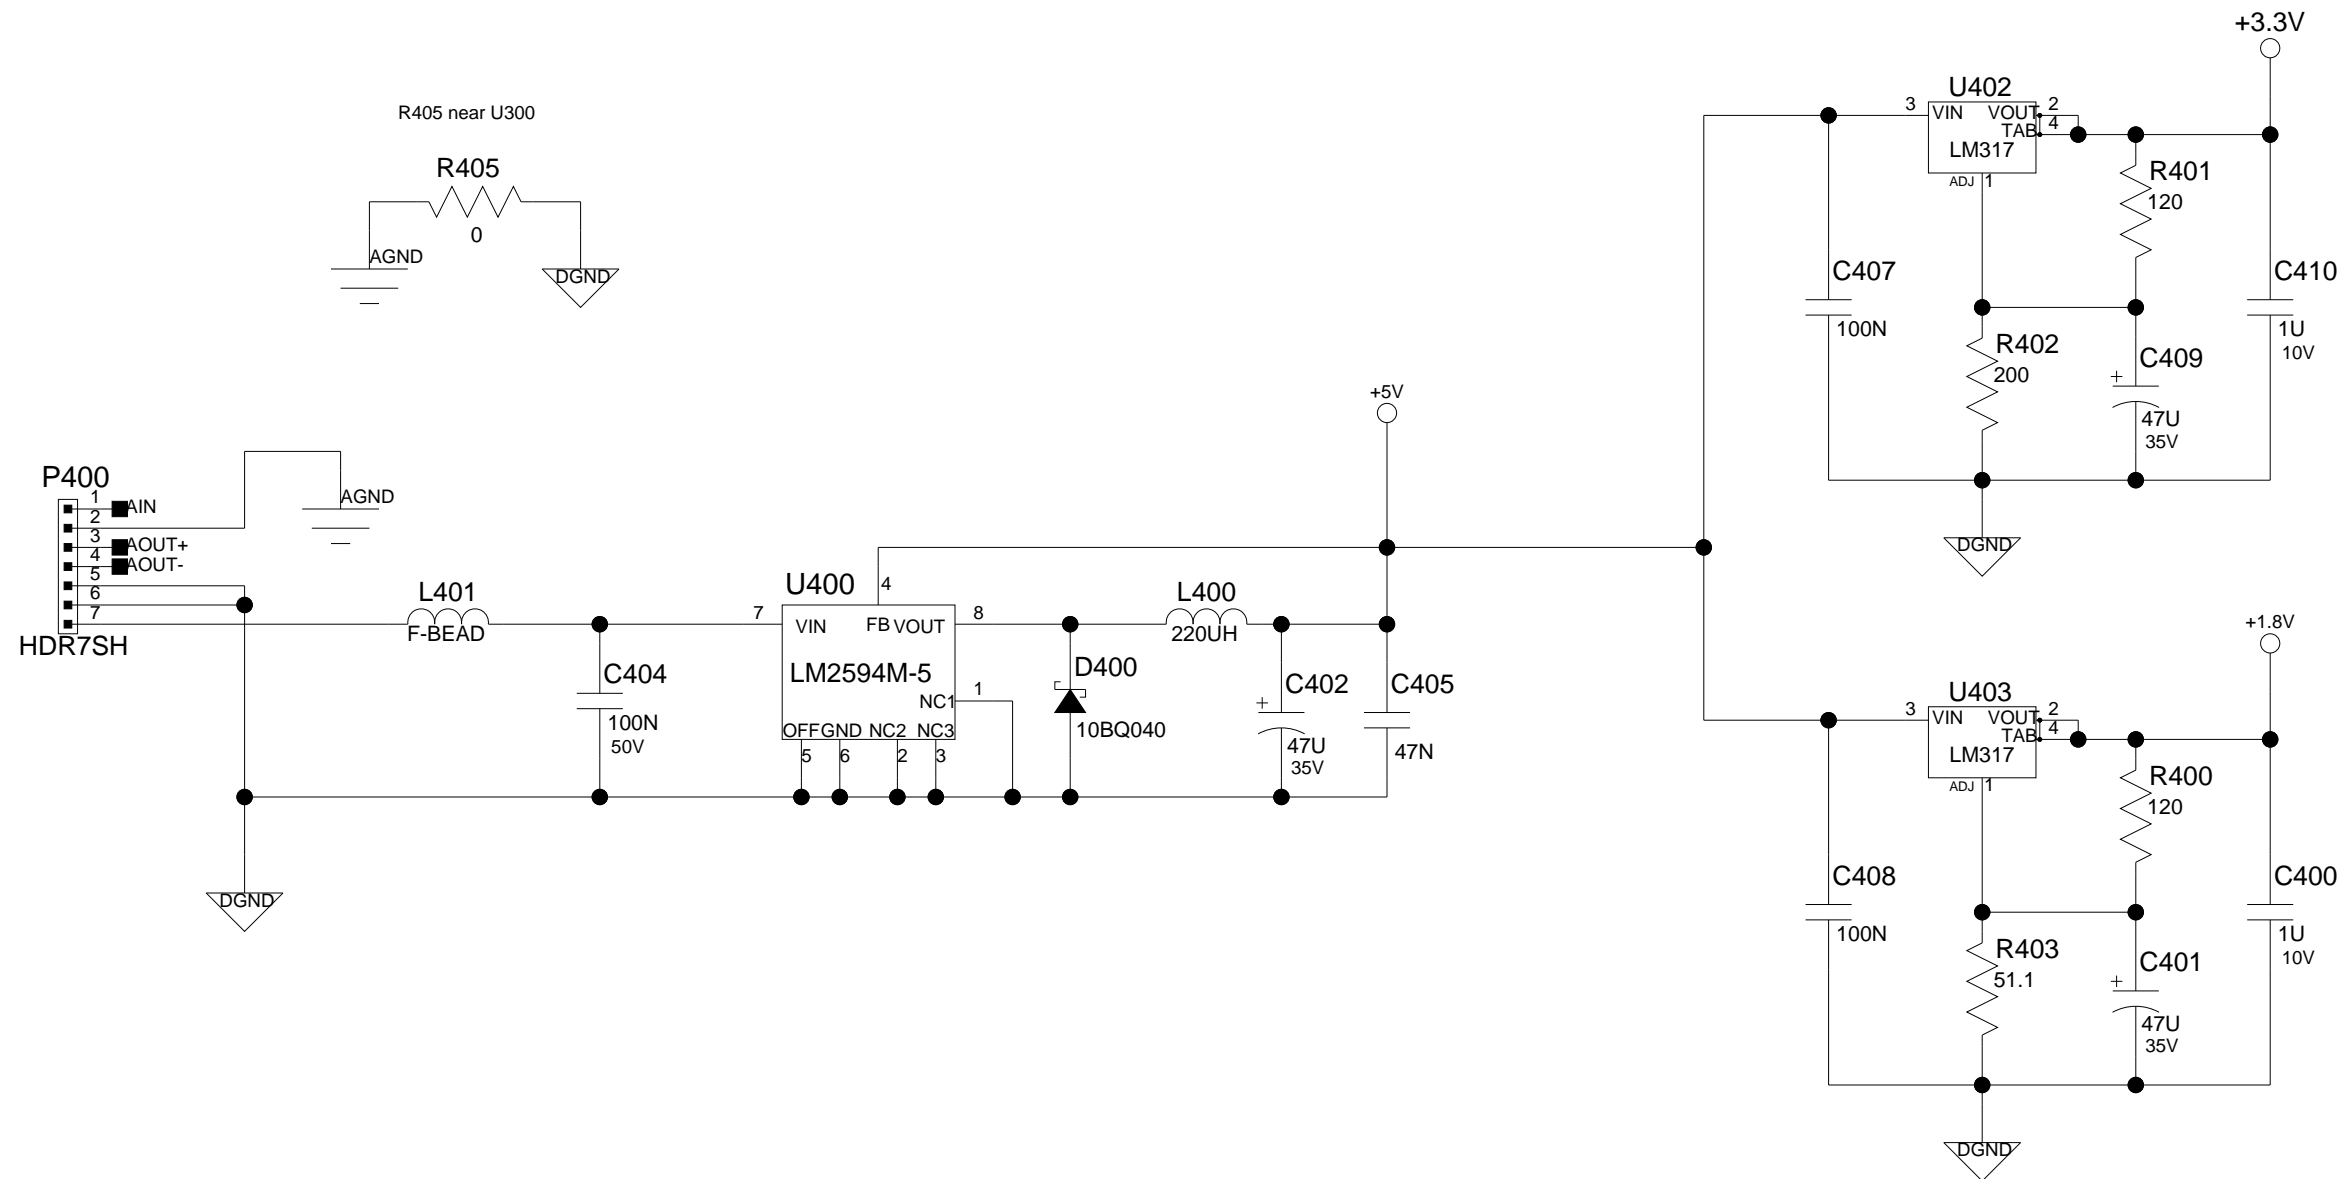 +3.3V
R405 near U300
R405
0
AGND
DGND
U402
3
VIN
VOUT
2
TAB
4
LM317
ADJ
1
R401
120
C407
100N
C410
1U
10V
R402
200
C409
47U
35V
DGND
+5V
P400
1
AIN
2
3
AOUT+
4
AOUT-
5
6
7
HDR7SH
AGND
L401
F-BEAD
C404
100N
50V
U400
4
7
VIN
FB
VOUT
8
LM2594M-5
NC1
1
OFF
GND
NC2
NC3
5
6
2
3
D400
10BQ040
L400
220UH
C402
47U
35V
C405
47N
DGND
+1.8V
U403
3
VIN
VOUT
2
TAB
4
LM317
ADJ
1
R400
120
C408
100N
C400
1U
10V
R403
51.1
C401
47U
35V
DGND